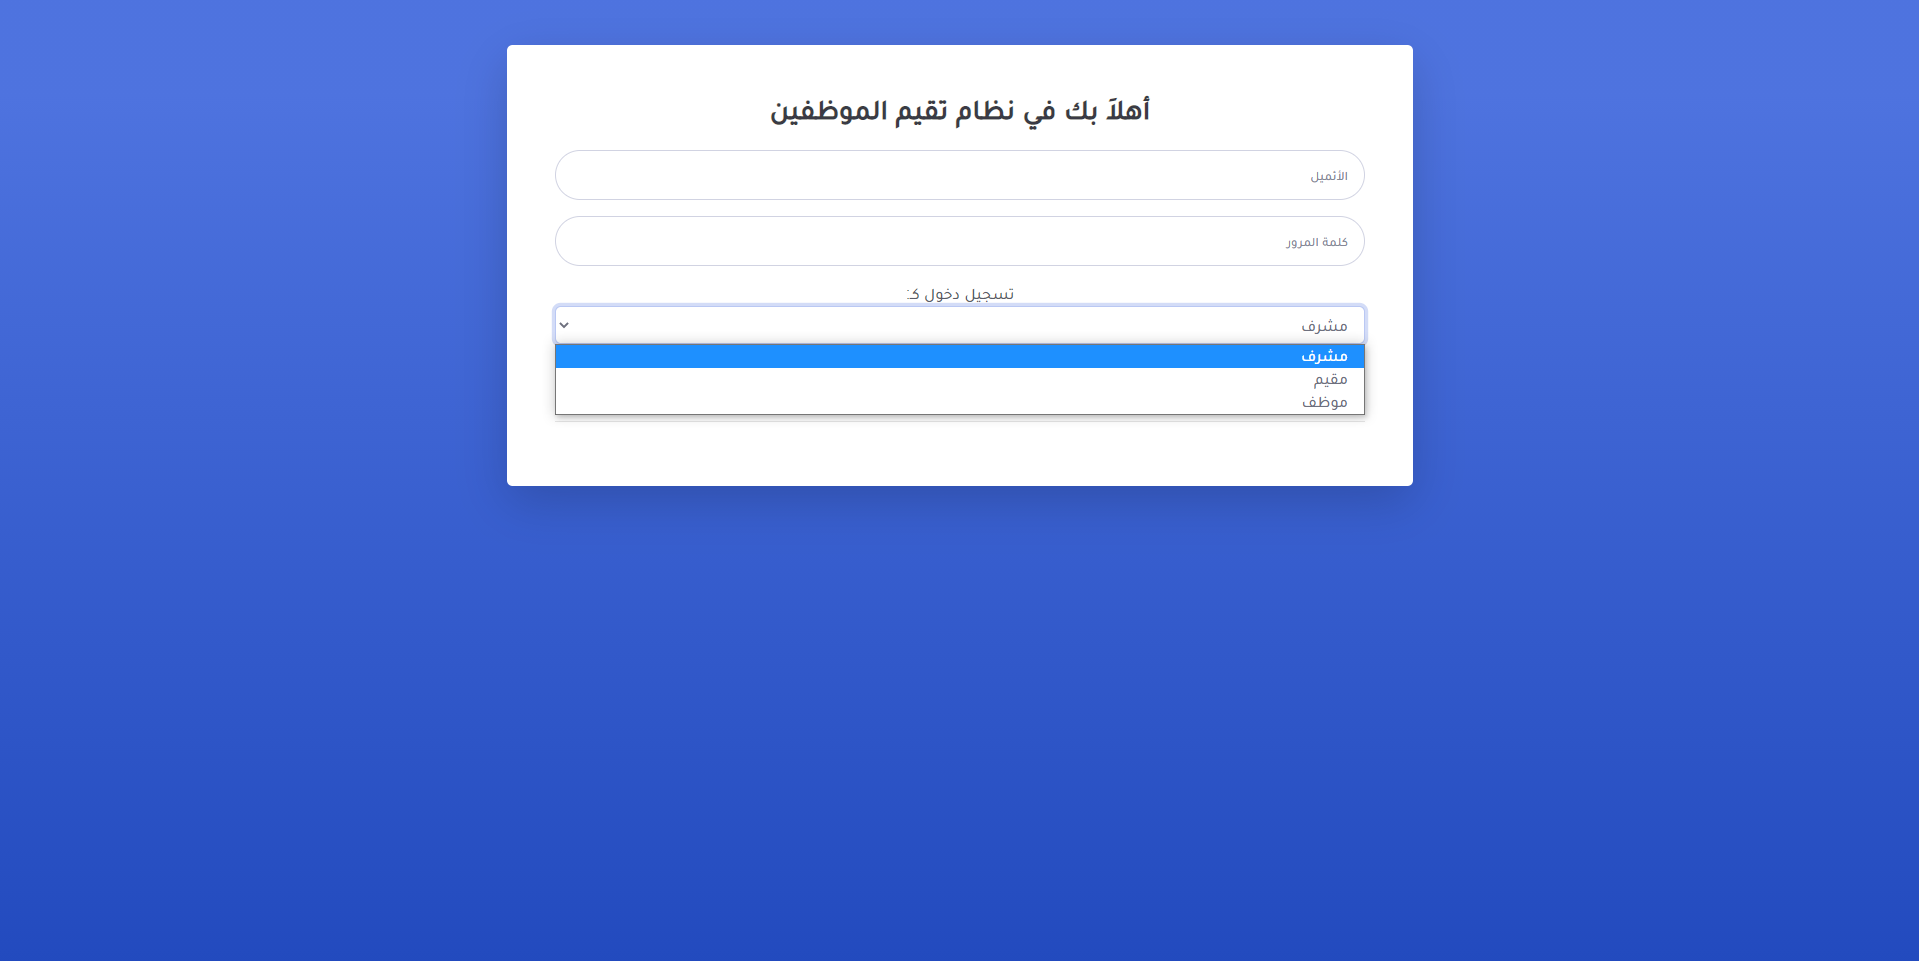 أهلاَ بك في نظام تقيم الموظفين
الأئميل
كلمة المرور
تسجيل دخول كـ:
مشرف
مشرف
مقيم
موظف